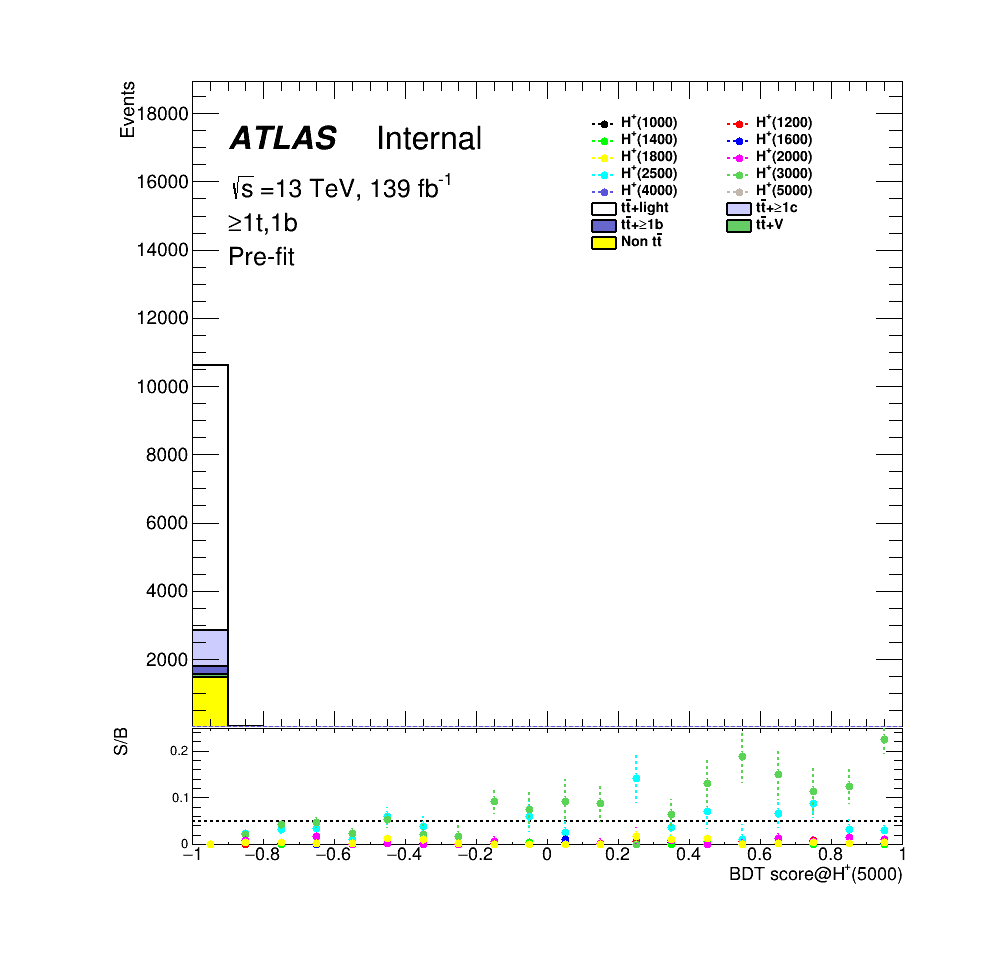 Events
18000
16000
14000
12000
10000
8000
6000
4000
2000
ATLAS Internal
√s =13 TeV, 139 fb⁻¹
≥1t,1b
Pre-fit
H⁺(1000) H⁺(1200)
H⁺(1400) H⁺(1600)
H⁺(1800) H⁺(2000)
H⁺(2500) H⁺(3000)
H⁺(4000) H⁺(5000)
tt̄+light tt̄+≥1c
tt̄+≥1b tt̄+V
Non tt̄
S/B
0.2
0.1
0
−1 −0.8 −0.6 −0.4 −0.2 0 0.2 0.4 0.6 0.8 1
BDT score@H⁺(5000)